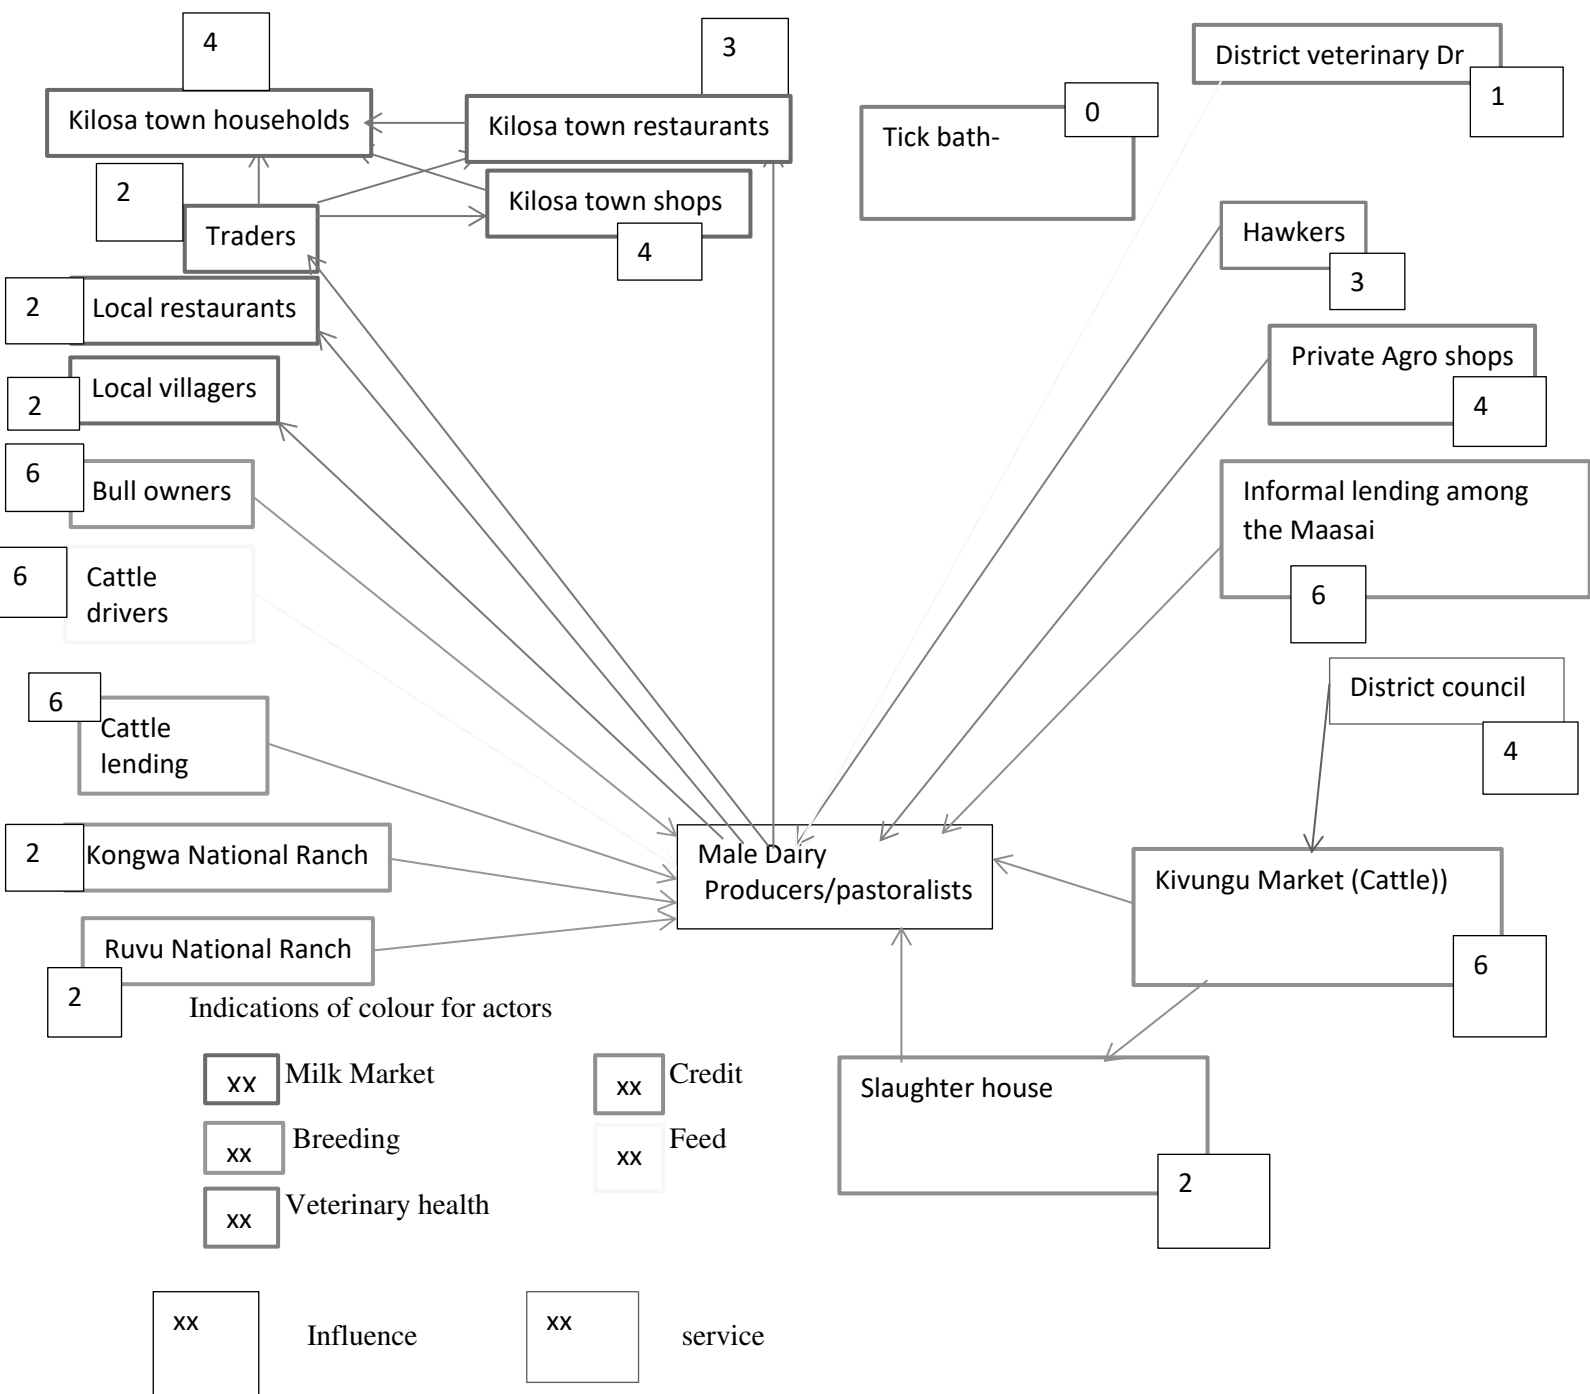 4
3
District veterinary Dr
1
Kilosa town households
Kilosa town restaurants
0
Tick bath-
2
Kilosa town shops
4
Traders
Hawkers
3
2
Local restaurants
Private Agro shops
4
2
Local villagers
6
Bull owners
Informal lending among
the Maasai
6
6
Cattle
drivers
District council
4
6
Cattle
lending
2
Kongwa National Ranch
Male Dairy
Producers/pastoralists
Kivungu Market (Cattle))
6
Ruvu National Ranch
2
Indications of colour for actors
xx Milk Market
xx Credit
xx Breeding
xx Feed
xx Veterinary health
Slaughter house
2
xx Influence
xx service